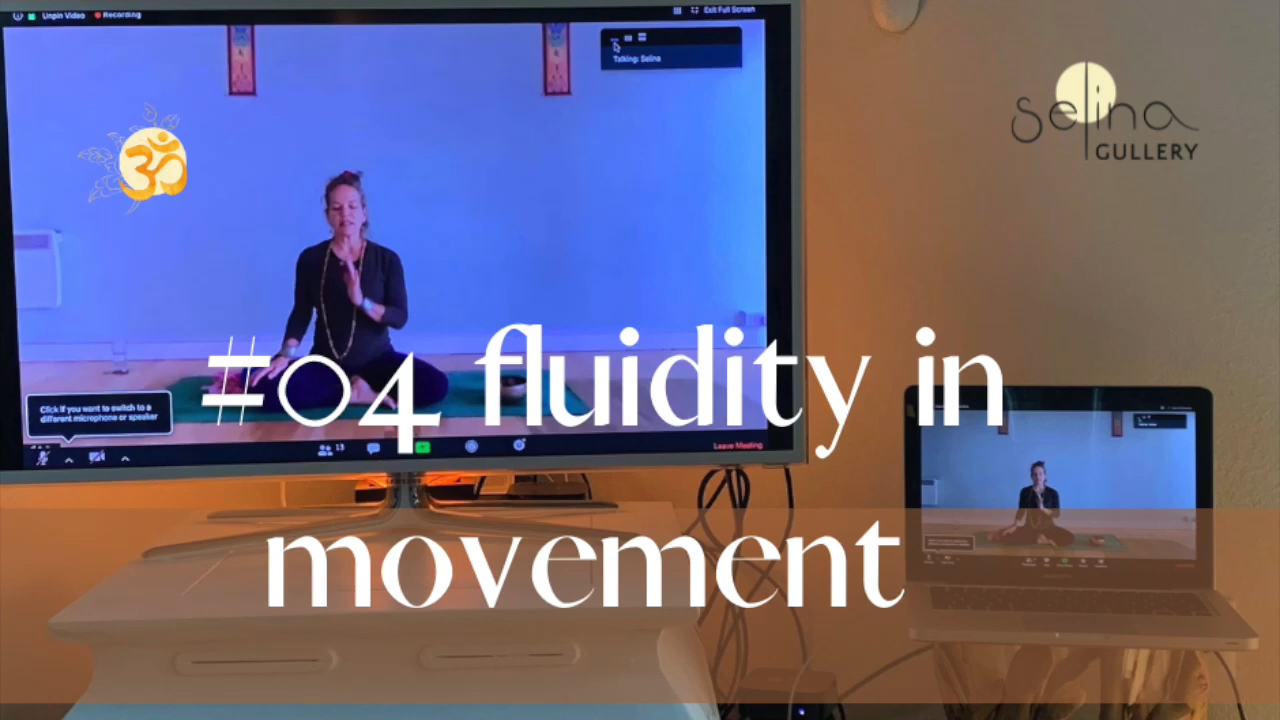 Unpin Video Recording
Exit Full Screen
Talking: Selina
ॐ
selina
GULLERY
#04 fluidity in
movement
Click if you want to switch to a
different microphone or speaker
13
Leave Meeting